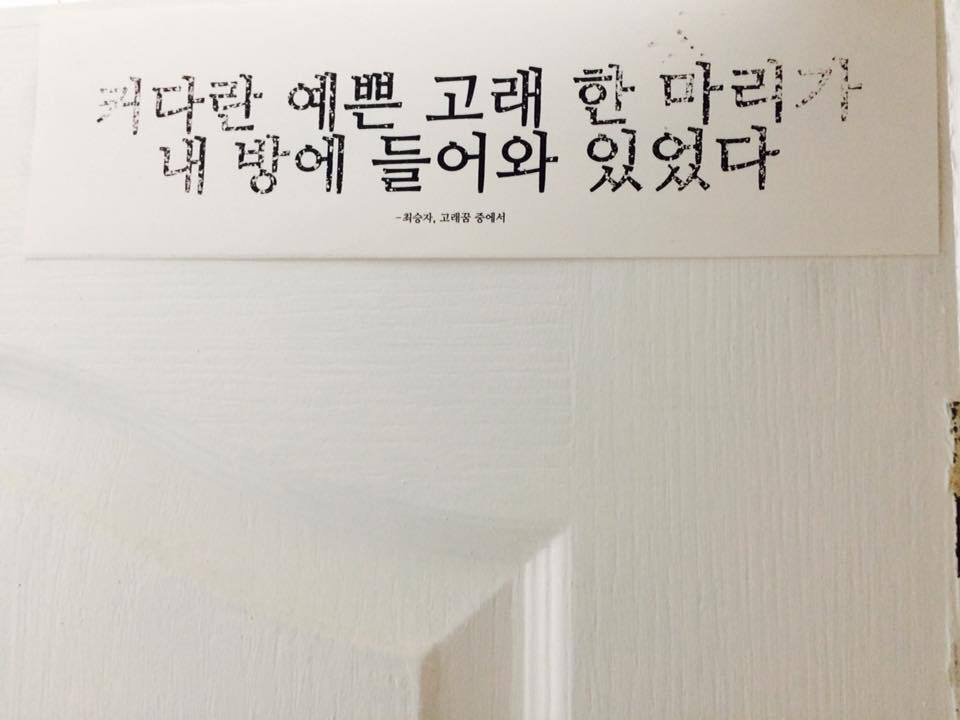 커다란 예쁜 고래 한 마리가
내 방에 들어와 있었다
-최승자, 고래꿈 중에서